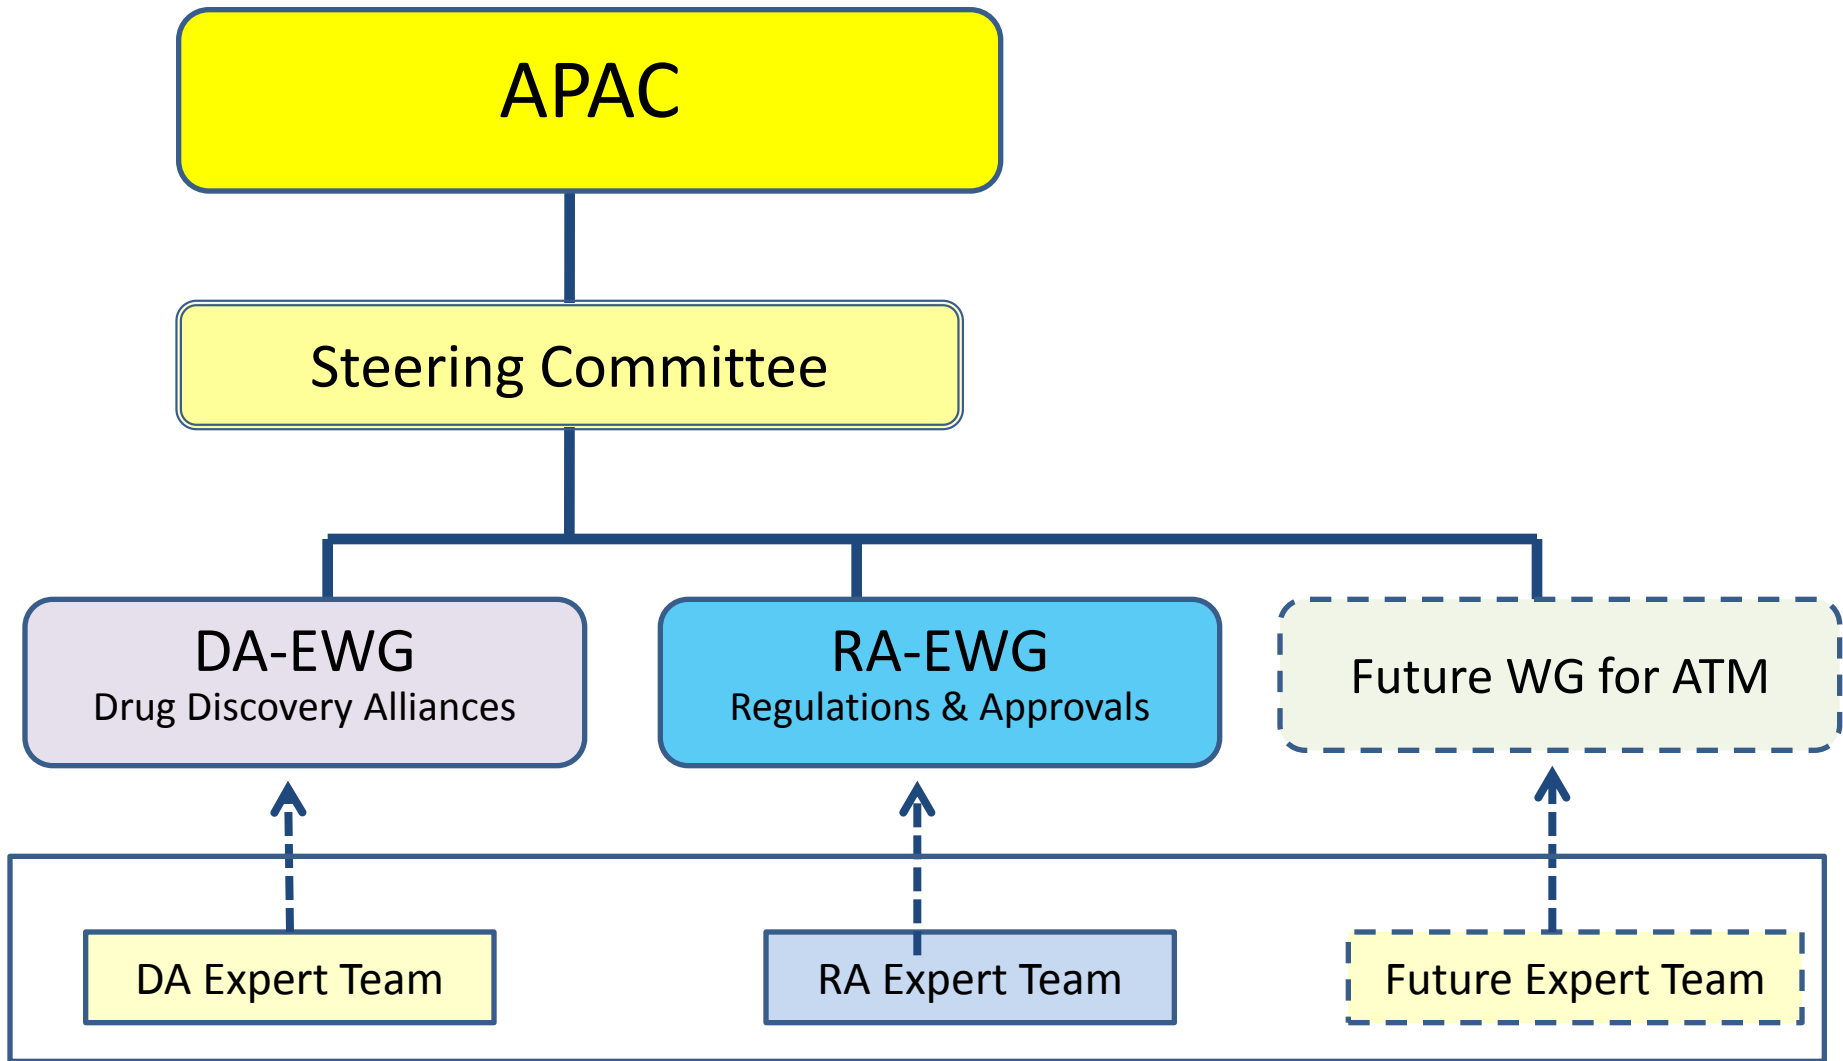 APAC
Steering Committee
DA-EWG
Drug Discovery Alliances
RA-EWG
Regulations & Approvals
Future WG for ATM
DA Expert Team
RA Expert Team
Future Expert Team